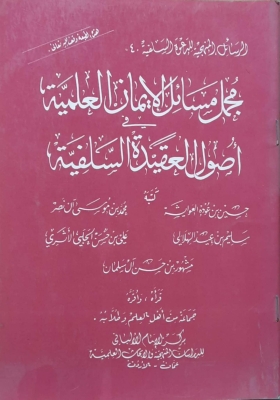 الرسائل المنهجية للدعوة السلفية - ٤ -
مجمل مسائل الإيمان العلمية
في
أصول العقيدة السلفية
كتبه
حسين بن عودة العوايشة
محمد بن موسى آل نصر
سليم بن عيد الهلالي
علي بن حسن الحلبي الأثري
مشهور بن حسن آل سلمان
قرأه، وأقره
جماعة من أهل العلم وطلابه
مركز الإمام الألباني
للدراسات المنهجية والأبحاث العلمية
عمان - الأردن